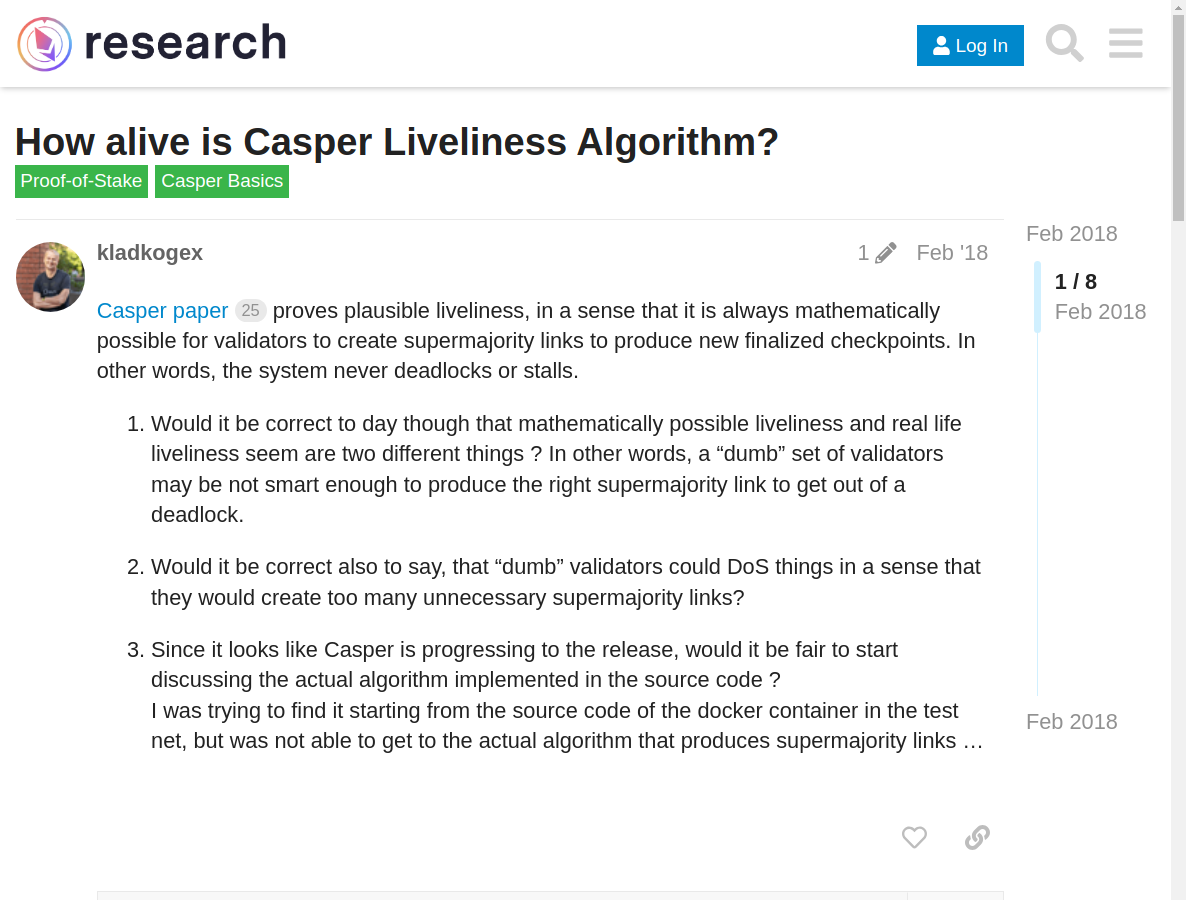 research
Log In
How alive is Casper Liveliness Algorithm?
Proof-of-Stake Casper Basics
kladkogex 1 Feb '18
Casper paper 25 proves plausible liveliness, in a sense that it is always mathematically
possible for validators to create supermajority links to produce new finalized checkpoints. In
other words, the system never deadlocks or stalls.
1. Would it be correct to day though that mathematically possible liveliness and real life
liveliness seem are two different things ? In other words, a “dumb” set of validators
may be not smart enough to produce the right supermajority link to get out of a
deadlock.
2. Would it be correct also to say, that “dumb” validators could DoS things in a sense that
they would create too many unnecessary supermajority links?
3. Since it looks like Casper is progressing to the release, would it be fair to start
discussing the actual algorithm implemented in the source code ?
I was trying to find it starting from the source code of the docker container in the test
net, but was not able to get to the actual algorithm that produces supermajority links …
Feb 2018
1 / 8
Feb 2018
Feb 2018